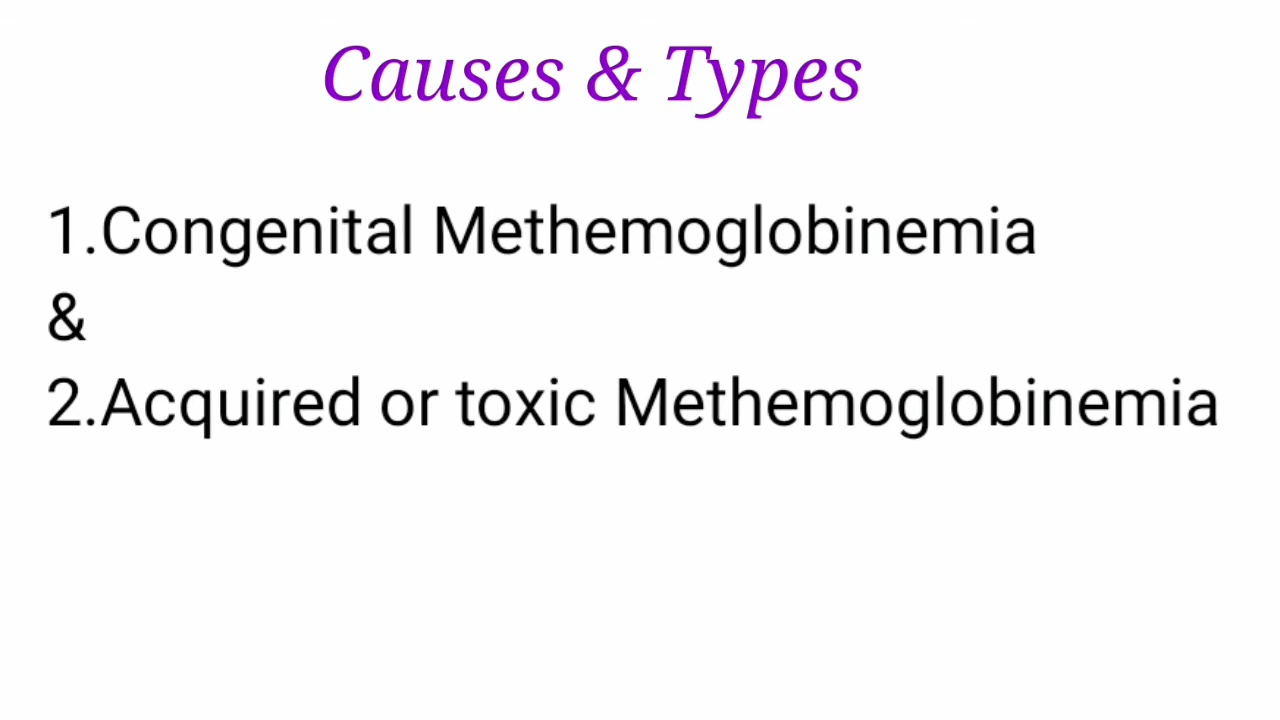 Causes & Types
1.Congenital Methemoglobinemia
&
2.Acquired or toxic Methemoglobinemia